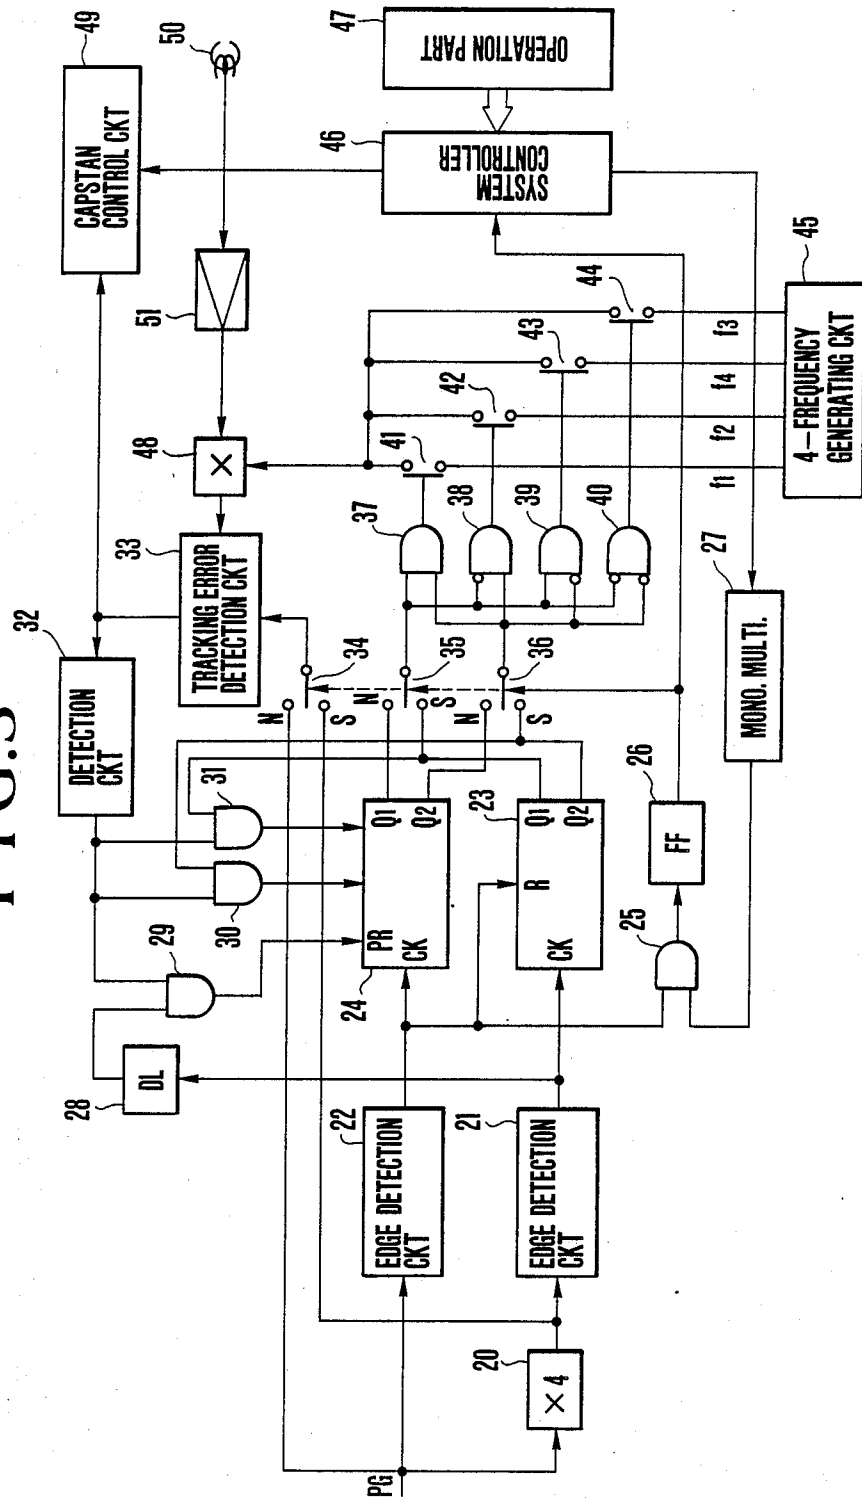 FIG.3
49
CAPSTAN
CONTROL CKT
50
47
OPERATION PART
46
SYSTEM
CONTROLLER
51
48
×
33
TRACKING ERROR
DETECTION CKT
32
DETECTION
CKT
41
42
43
44
45
f1
f2
f4
f3
4-FREQUENCY
GENERATING CKT
37
38
39
40
27
MONO. MULTI.
34
35
36
N
S
N
S
N
S
31
30
29
28
DL
24
PR
CK
Q1
Q2
23
R
CK
Q1
Q2
26
FF
25
22
EDGE DETECTION
CKT
21
EDGE DETECTION
CKT
20
×4
PG